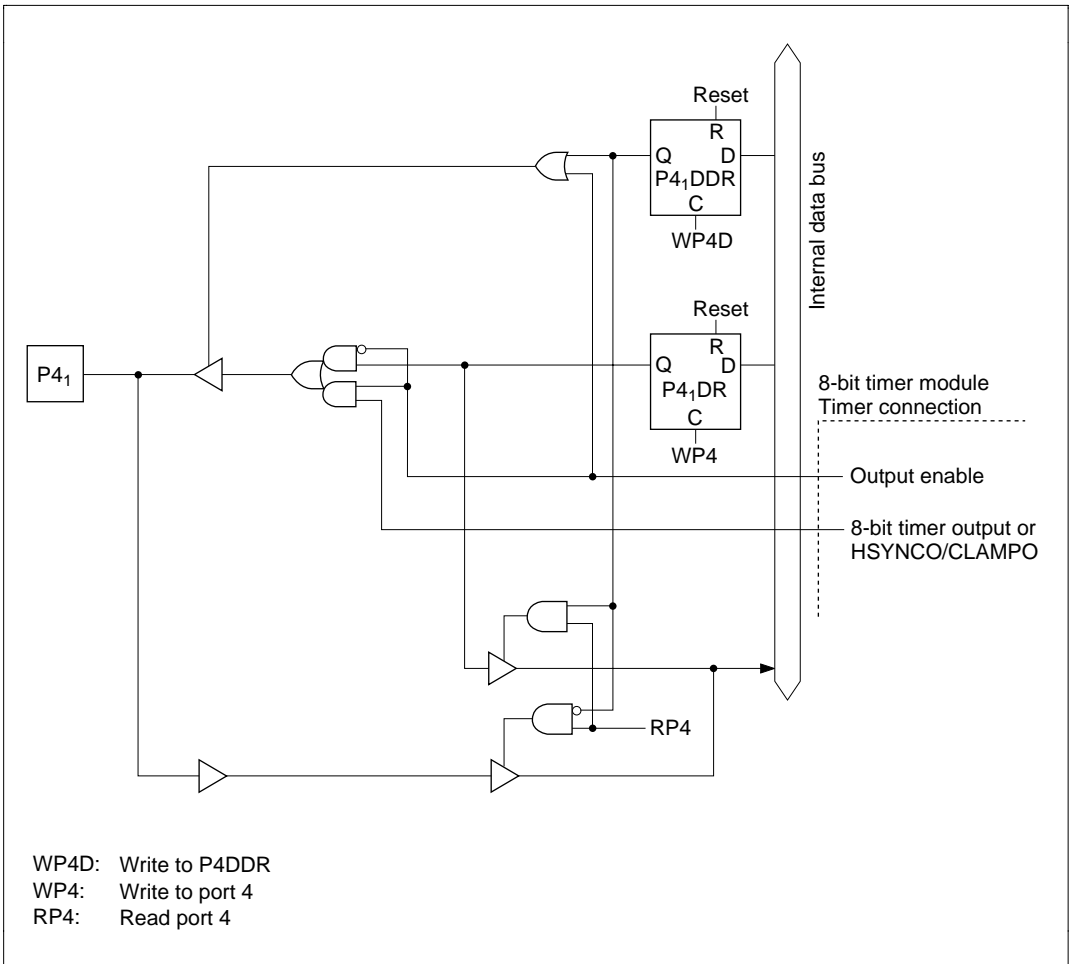 Reset
R
Q D
P4₁DDR
C
WP4D
Internal data bus
Reset
R
Q D
P4₁DR
C
WP4
P4₁
8-bit timer module
Timer connection
Output enable
8-bit timer output or
HSYNCO/CLAMPO
RP4
WP4D: Write to P4DDR
WP4: Write to port 4
RP4: Read port 4